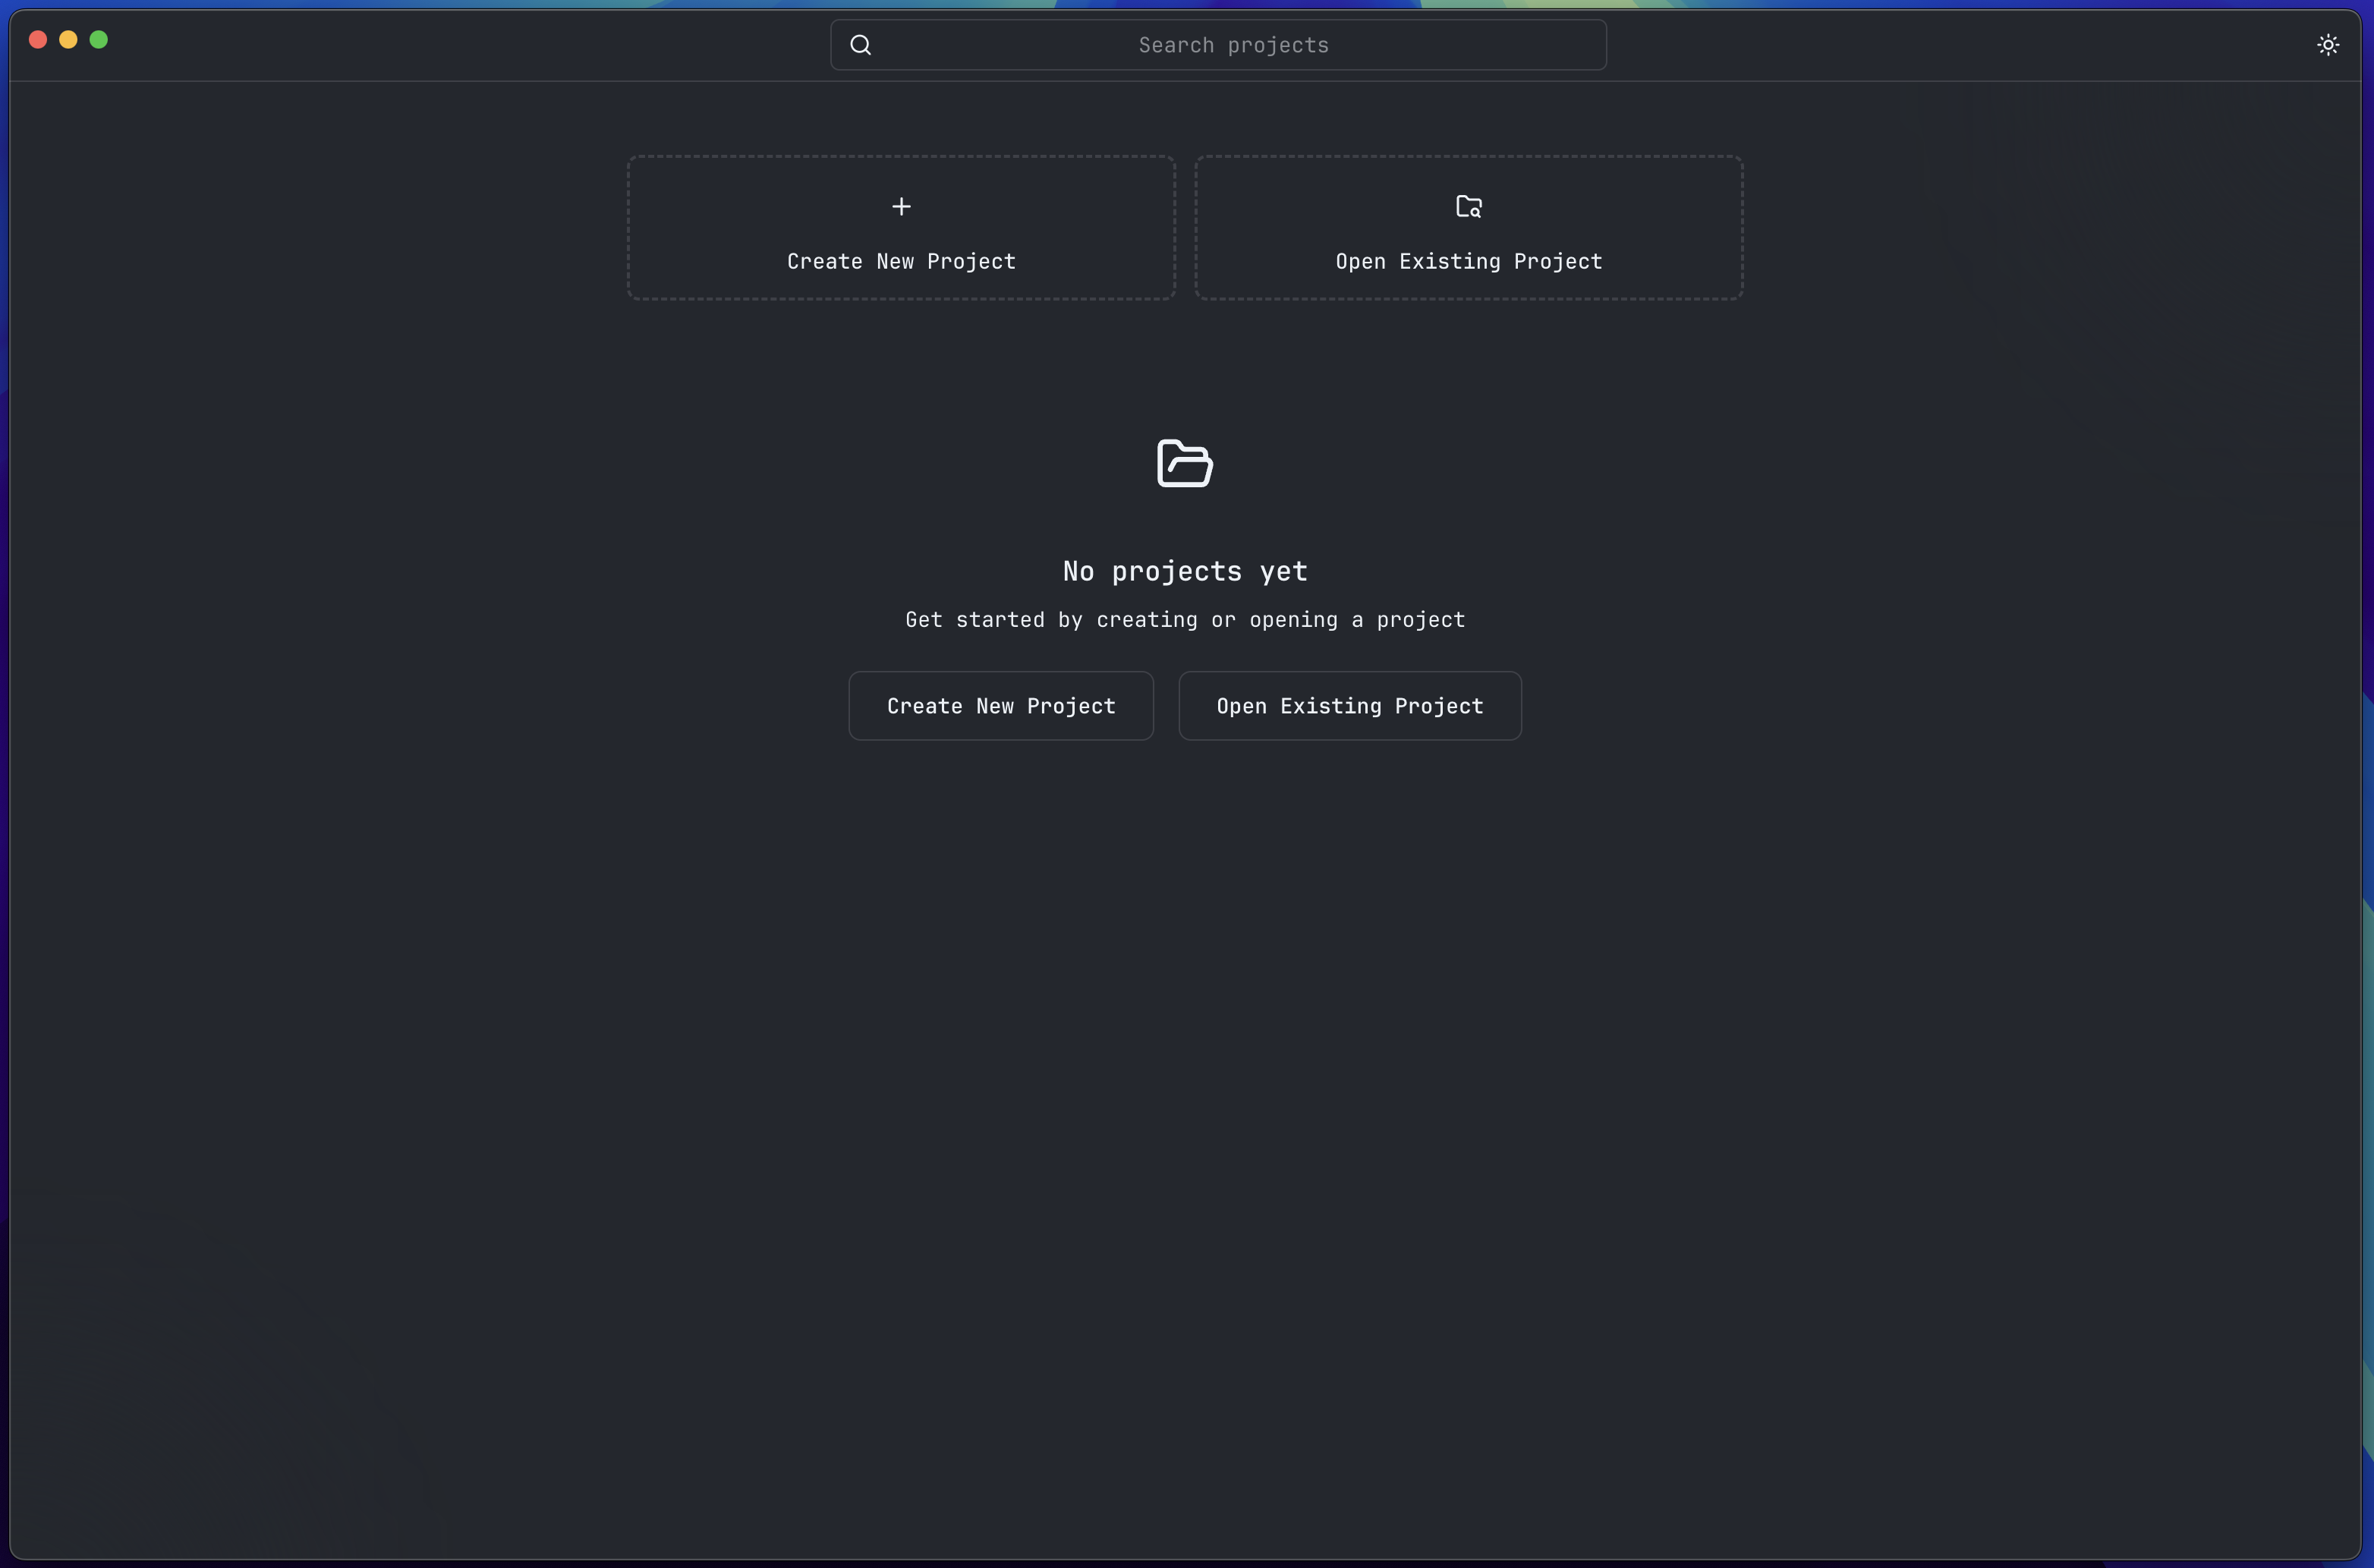 Search projects
Create New Project
Open Existing Project
No projects yet
Get started by creating or opening a project
Create New Project
Open Existing Project